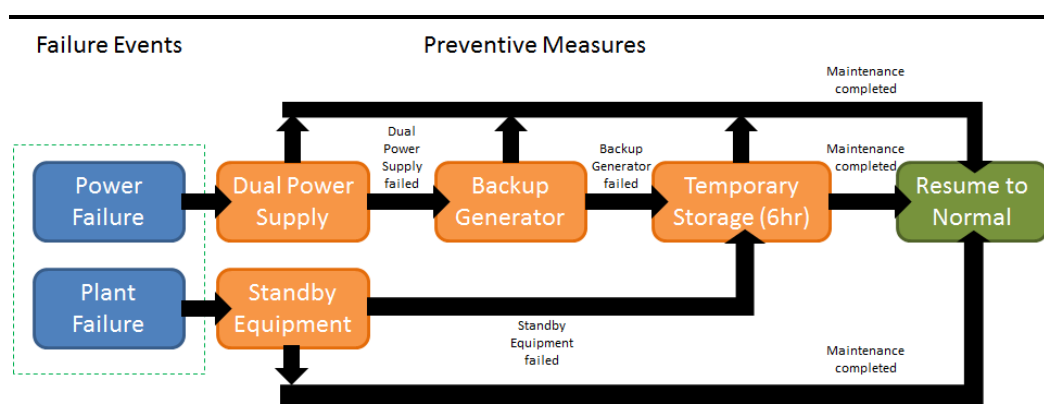 Failure Events
Preventive Measures
Maintenance
completed
Dual
Power
Supply
failed
Backup
Generator
failed
Maintenance
completed
Power
Failure
Dual Power
Supply
Backup
Generator
Temporary
Storage (6hr)
Resume to
Normal
Plant
Failure
Standby
Equipment
Standby
Equipment
failed
Maintenance
completed